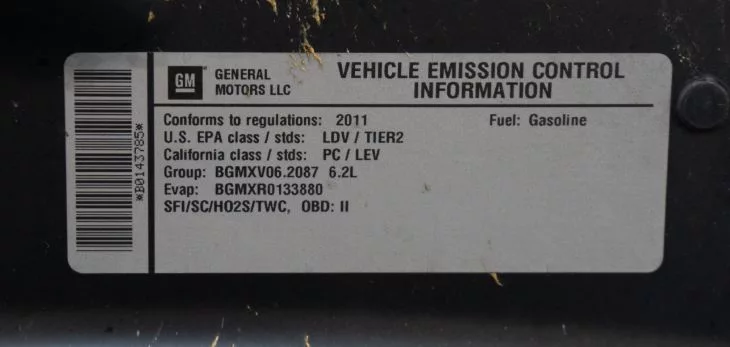 GM
GENERAL
MOTORS LLC
VEHICLE EMISSION CONTROL
INFORMATION
Conforms to regulations: 2011 Fuel: Gasoline
U.S. EPA class / stds: LDV / TIER2
California class / stds: PC / LEV
Group: BGMXV06.2087 6.2L
Evap: BGMXR0133880
SFI/SC/HO2S/TWC, OBD: II
*B0143785*